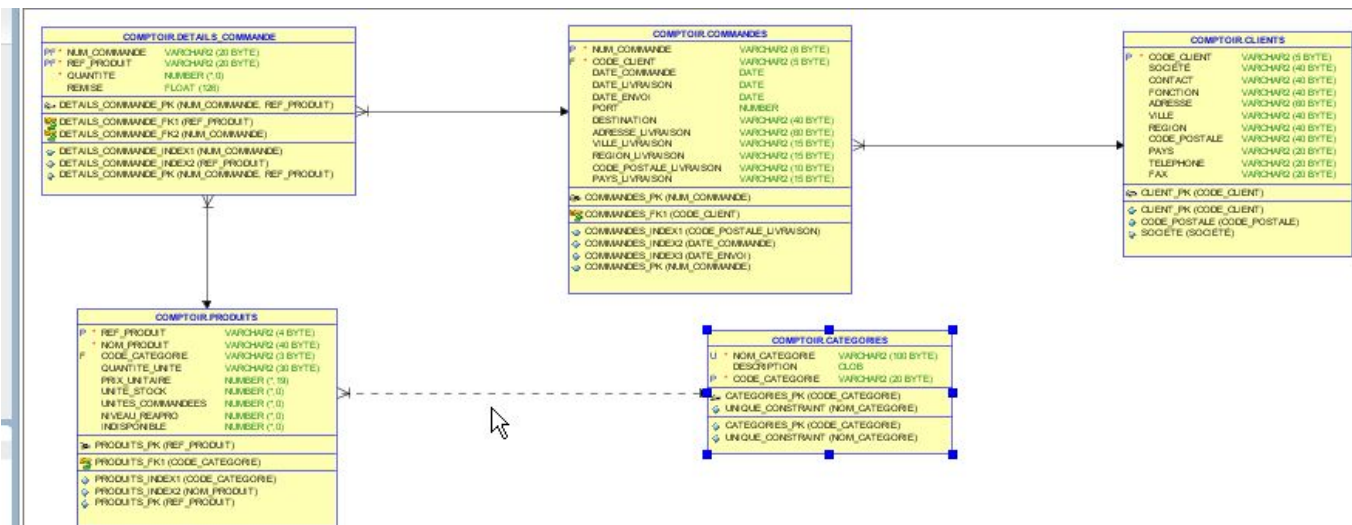 COMPTOIR.DETAILS_COMMANDE
PF * NUM_COMMANDE VARCHAR2 (20 BYTE)
PF * REF_PRODUIT VARCHAR2 (20 BYTE)
* QUANTITE NUMBER (*,0)
REMISE FLOAT (126)
DETAILS_COMMANDE_PK (NUM_COMMANDE, REF_PRODUIT)
DETAILS_COMMANDE_FK1 (REF_PRODUIT)
DETAILS_COMMANDE_FK2 (NUM_COMMANDE)
DETAILS_COMMANDE_INDEX1 (NUM_COMMANDE)
DETAILS_COMMANDE_INDEX2 (REF_PRODUIT)
DETAILS_COMMANDE_PK (NUM_COMMANDE, REF_PRODUIT)
COMPTOIR.COMMANDES
P * NUM_COMMANDE VARCHAR2 (6 BYTE)
F * CODE_CLIENT VARCHAR2 (5 BYTE)
DATE_COMMANDE DATE
DATE_LIVRAISON DATE
DATE_ENVOI DATE
PORT NUMBER
DESTINATION VARCHAR2 (40 BYTE)
ADRESSE_LIVRAISON VARCHAR2 (60 BYTE)
VILLE_LIVRAISON VARCHAR2 (15 BYTE)
REGION_LIVRAISON VARCHAR2 (15 BYTE)
CODE_POSTALE_LIVRAISON VARCHAR2 (10 BYTE)
PAYS_LIVRAISON VARCHAR2 (15 BYTE)
COMMANDES_PK (NUM_COMMANDE)
COMMANDES_FK1 (CODE_CLIENT)
COMMANDES_INDEX1 (CODE_POSTALE_LIVRAISON)
COMMANDES_INDEX2 (DATE_COMMANDE)
COMMANDES_INDEX3 (DATE_ENVOI)
COMMANDES_PK (NUM_COMMANDE)
COMPTOIR.CLIENTS
P * CODE_CLIENT VARCHAR2 (5 BYTE)
SOCIETE VARCHAR2 (40 BYTE)
CONTACT VARCHAR2 (40 BYTE)
FONCTION VARCHAR2 (40 BYTE)
ADRESSE VARCHAR2 (60 BYTE)
VILLE VARCHAR2 (40 BYTE)
REGION VARCHAR2 (40 BYTE)
CODE_POSTALE VARCHAR2 (40 BYTE)
PAYS VARCHAR2 (20 BYTE)
TELEPHONE VARCHAR2 (20 BYTE)
FAX VARCHAR2 (20 BYTE)
CLIENT_PK (CODE_CLIENT)
CLIENT_PK (CODE_CLIENT)
CODE_POSTALE (CODE_POSTALE)
SOCIETE (SOCIETE)
COMPTOIR.PRODUITS
P * REF_PRODUIT VARCHAR2 (4 BYTE)
* NOM_PRODUIT VARCHAR2 (40 BYTE)
F CODE_CATEGORIE VARCHAR2 (3 BYTE)
QUANTITE_UNITE VARCHAR2 (30 BYTE)
PRIX_UNITAIRE NUMBER (*,19)
UNITE_STOCK NUMBER (*,0)
UNITES_COMMANDEES NUMBER (*,0)
NIVEAU_REAPRO NUMBER (*,0)
INDISPONIBLE NUMBER (*,0)
PRODUITS_PK (REF_PRODUIT)
PRODUITS_FK1 (CODE_CATEGORIE)
PRODUITS_INDEX1 (CODE_CATEGORIE)
PRODUITS_INDEX2 (NOM_PRODUIT)
PRODUITS_PK (REF_PRODUIT)
COMPTOIR.CATEGORIES
U * NOM_CATEGORIE VARCHAR2 (100 BYTE)
DESCRIPTION CLOB
P * CODE_CATEGORIE VARCHAR2 (20 BYTE)
CATEGORIES_PK (CODE_CATEGORIE)
UNIQUE_CONSTRAINT (NOM_CATEGORIE)
CATEGORIES_PK (CODE_CATEGORIE)
UNIQUE_CONSTRAINT (NOM_CATEGORIE)